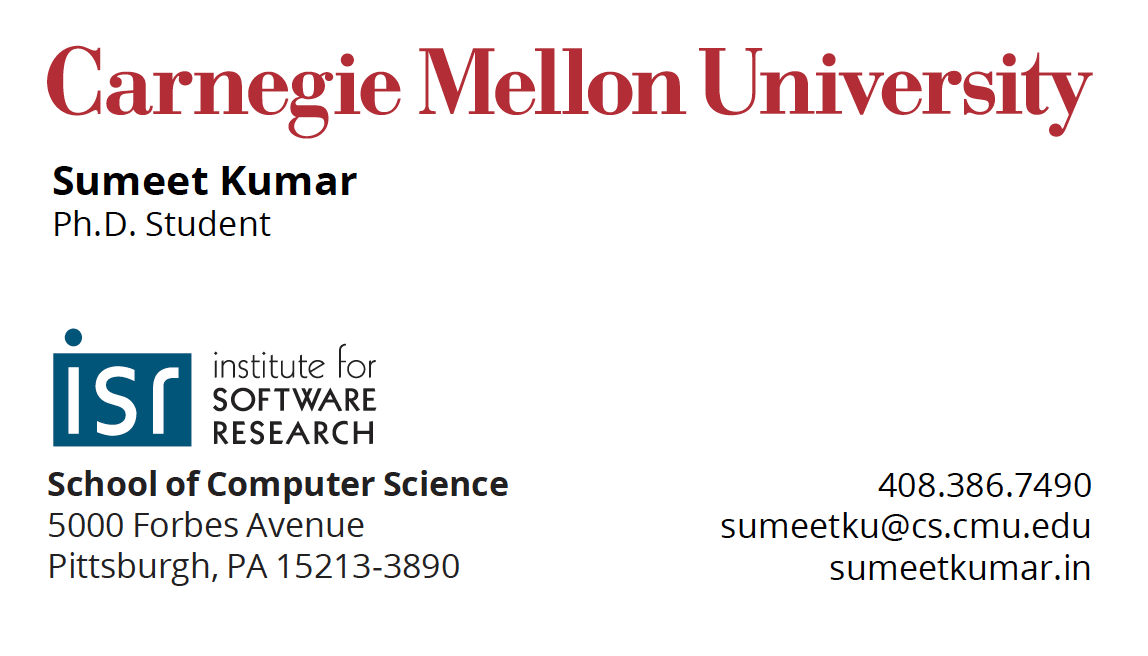 Carnegie Mellon University
Sumeet Kumar
Ph.D. Student
isr
institute for
SOFTWARE
RESEARCH
School of Computer Science
5000 Forbes Avenue
Pittsburgh, PA 15213-3890
408.386.7490
sumeetku@cs.cmu.edu
sumeetkumar.in